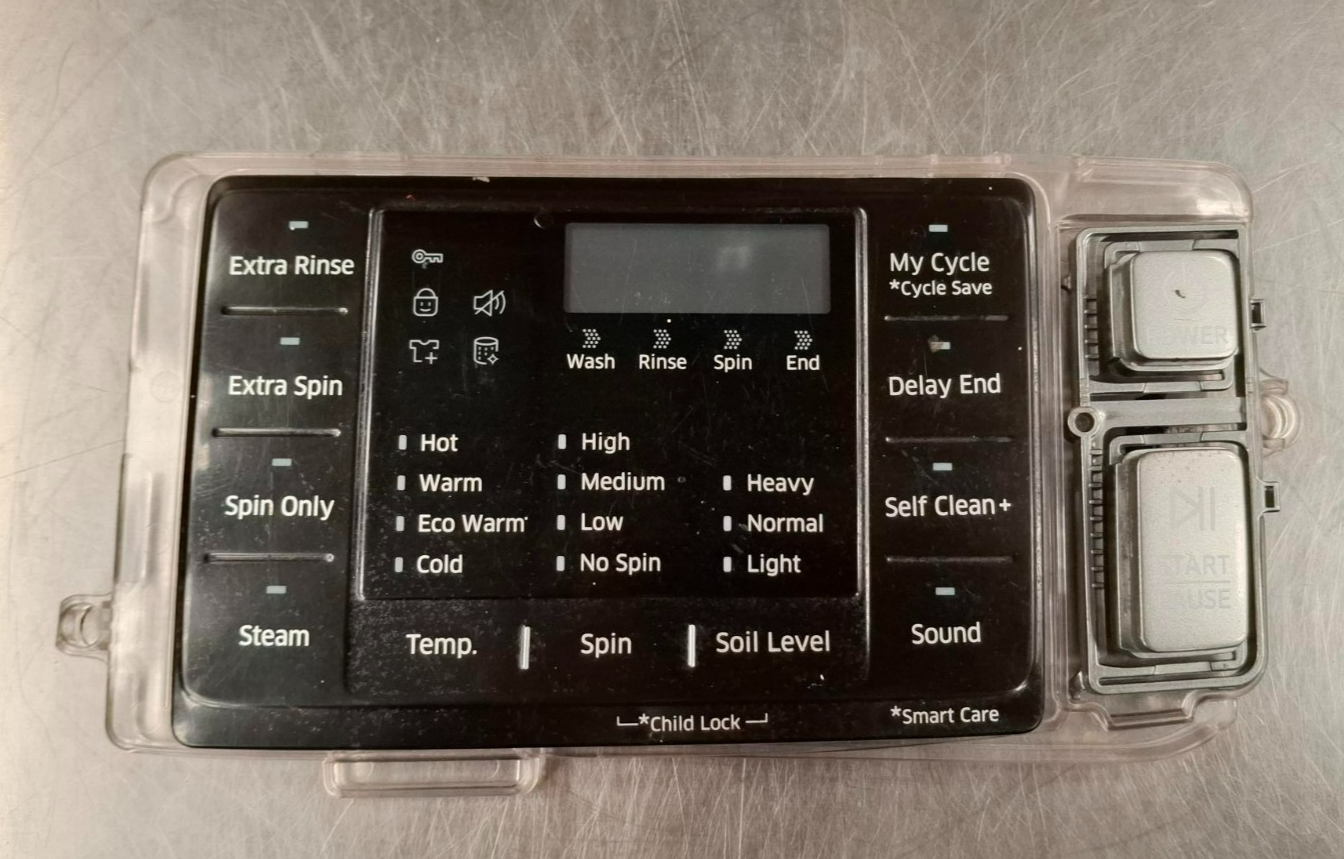 Extra Rinse
Extra Spin
Spin Only
Steam
Wash Rinse Spin End
Hot
Warm
Eco Warm
Cold
High
Medium
Low
No Spin
Heavy
Normal
Light
Temp. Spin Soil Level
*Child Lock
My Cycle
*Cycle Save
Delay End
Self Clean+
Sound
*Smart Care